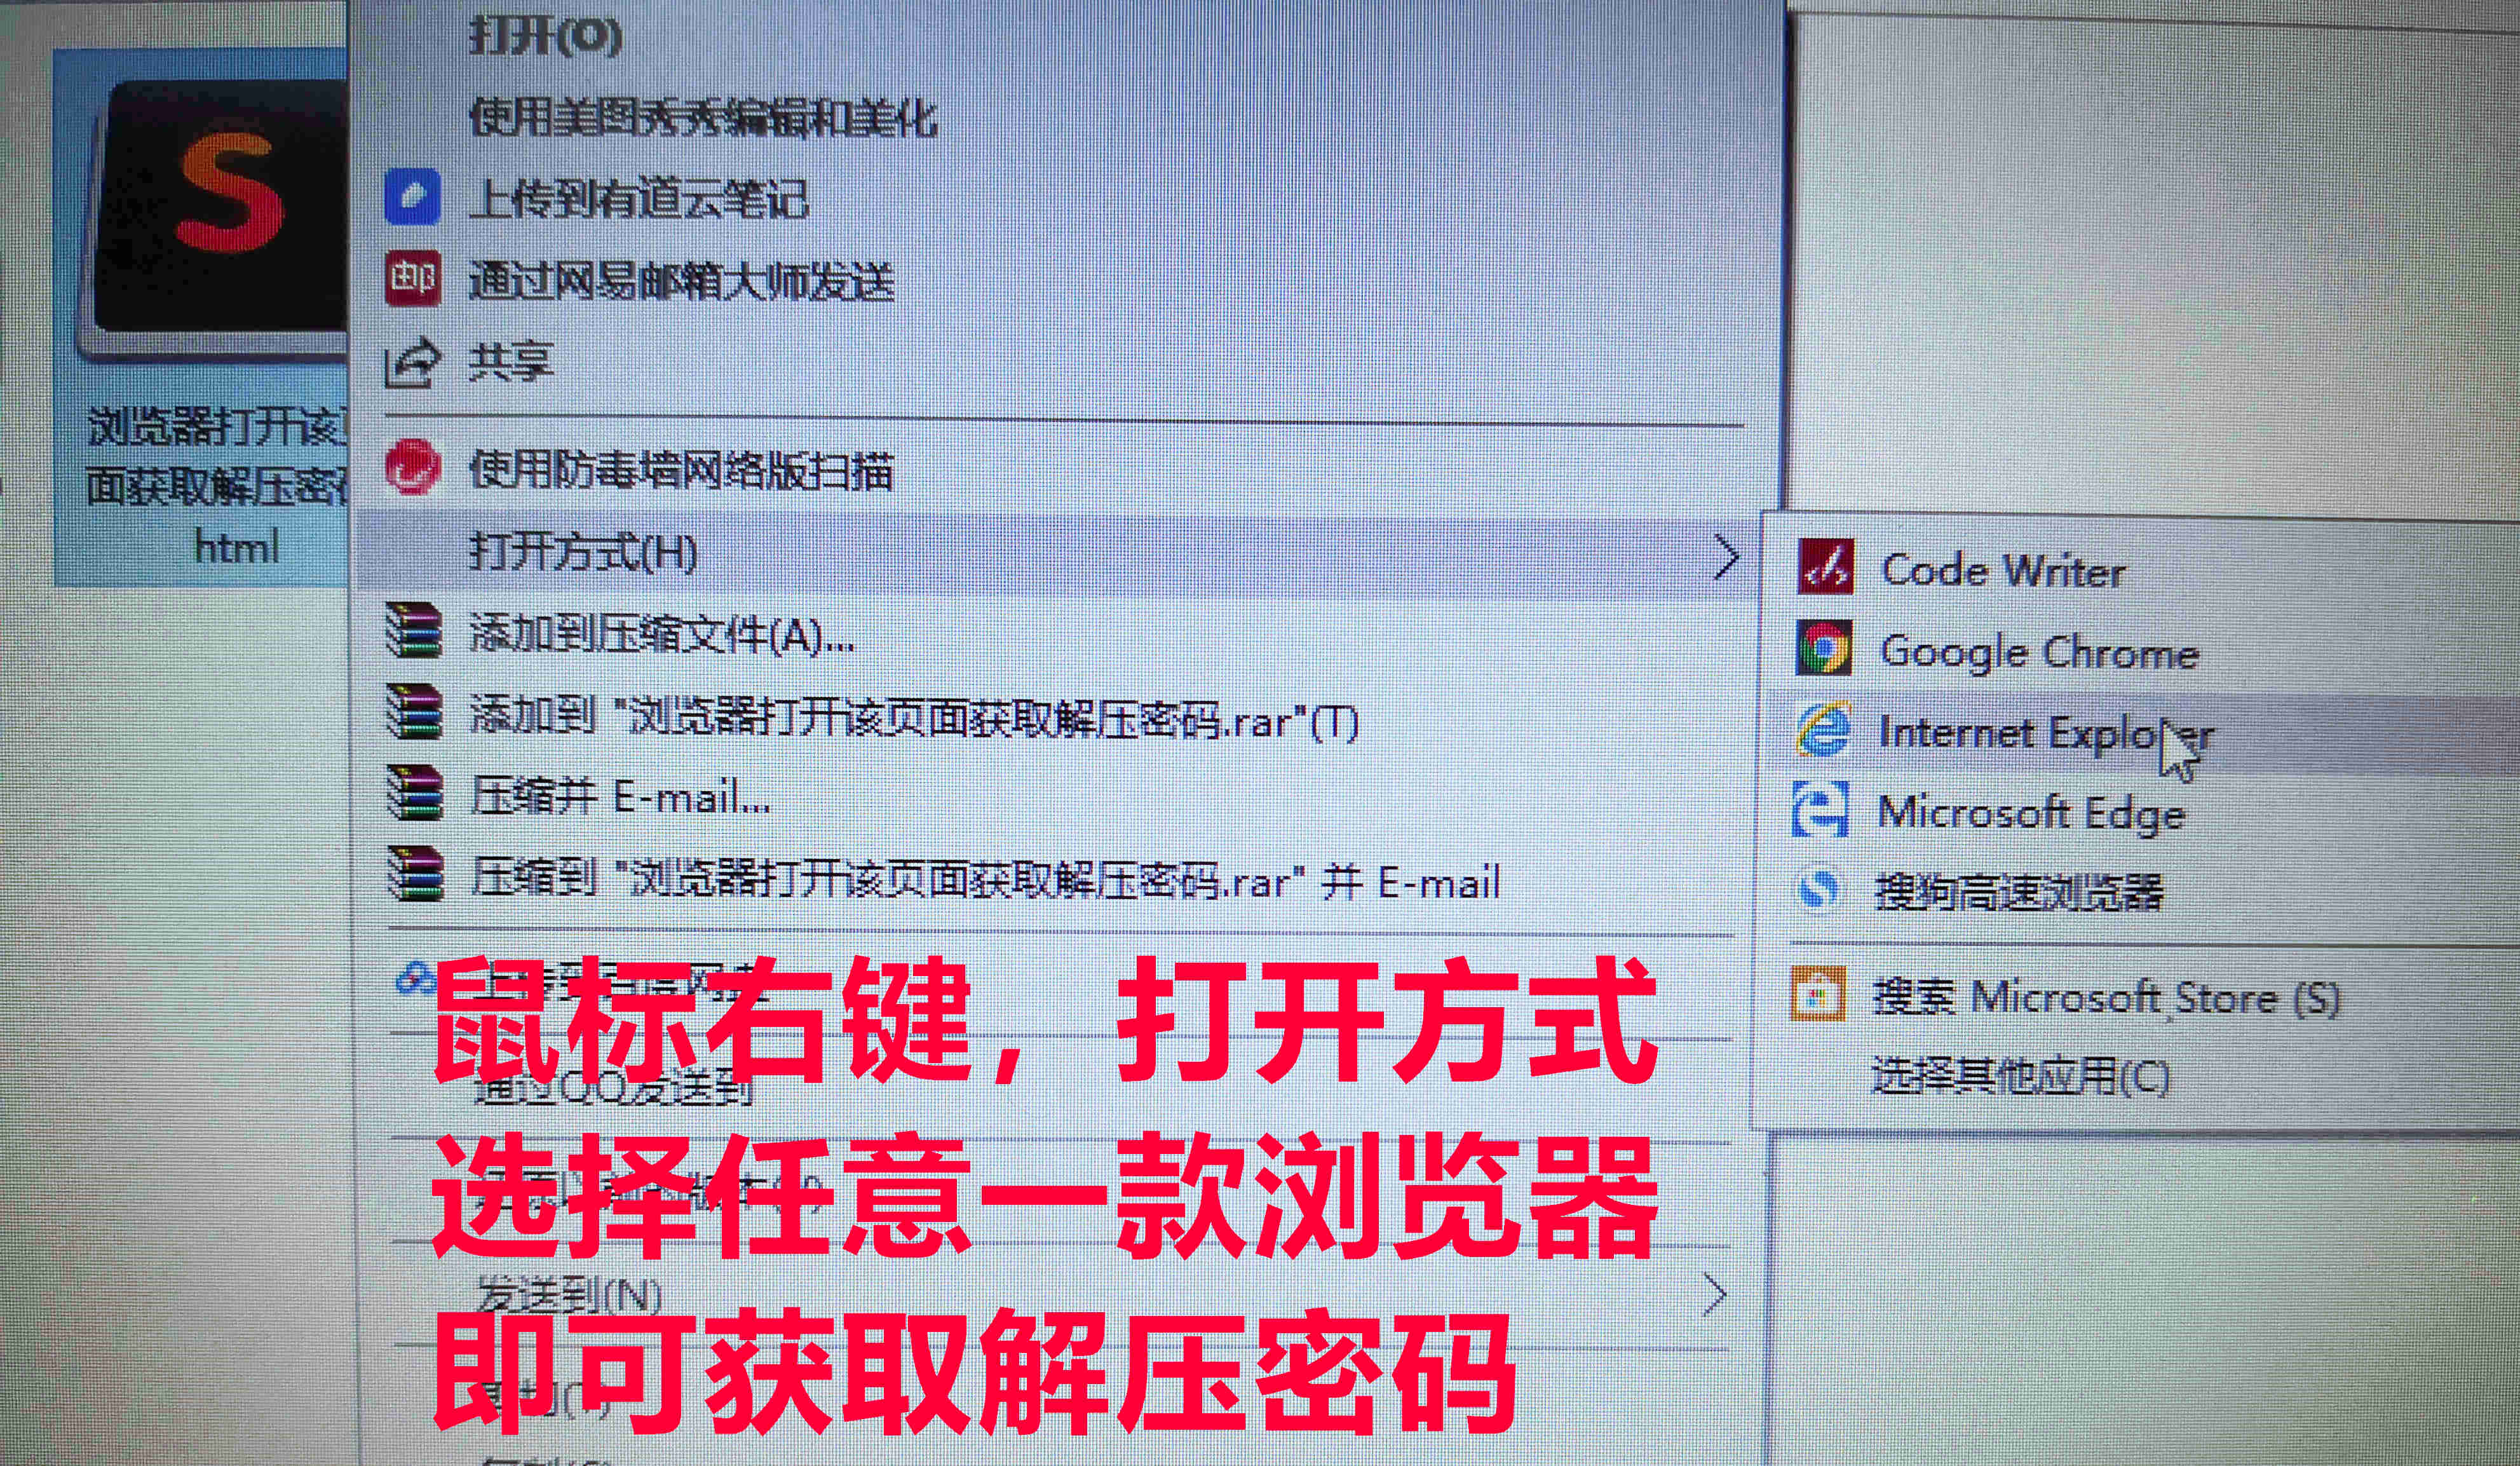 S
浏览器打开该
面获取解压密
html
打开(O)
使用美图秀秀编辑和美化
上传到有道云笔记
邮
通过网易邮箱大师发送
共享
使用防毒墙网络版扫描
打开方式(H)
添加到压缩文件(A)...
添加到 "浏览器打开该页面获取解压密码.rar"(T)
压缩并 E-mail...
压缩到 "浏览器打开该页面获取解压密码.rar" 并 E-mail
通过QQ发送到
发送到(N)
Code Writer
Google Chrome
Internet Explorer
Microsoft Edge
搜狗高速浏览器
搜索 Microsoft Store (S)
选择其他应用(C)
鼠标右键，打开方式
选择任意一款浏览器
即可获取解压密码